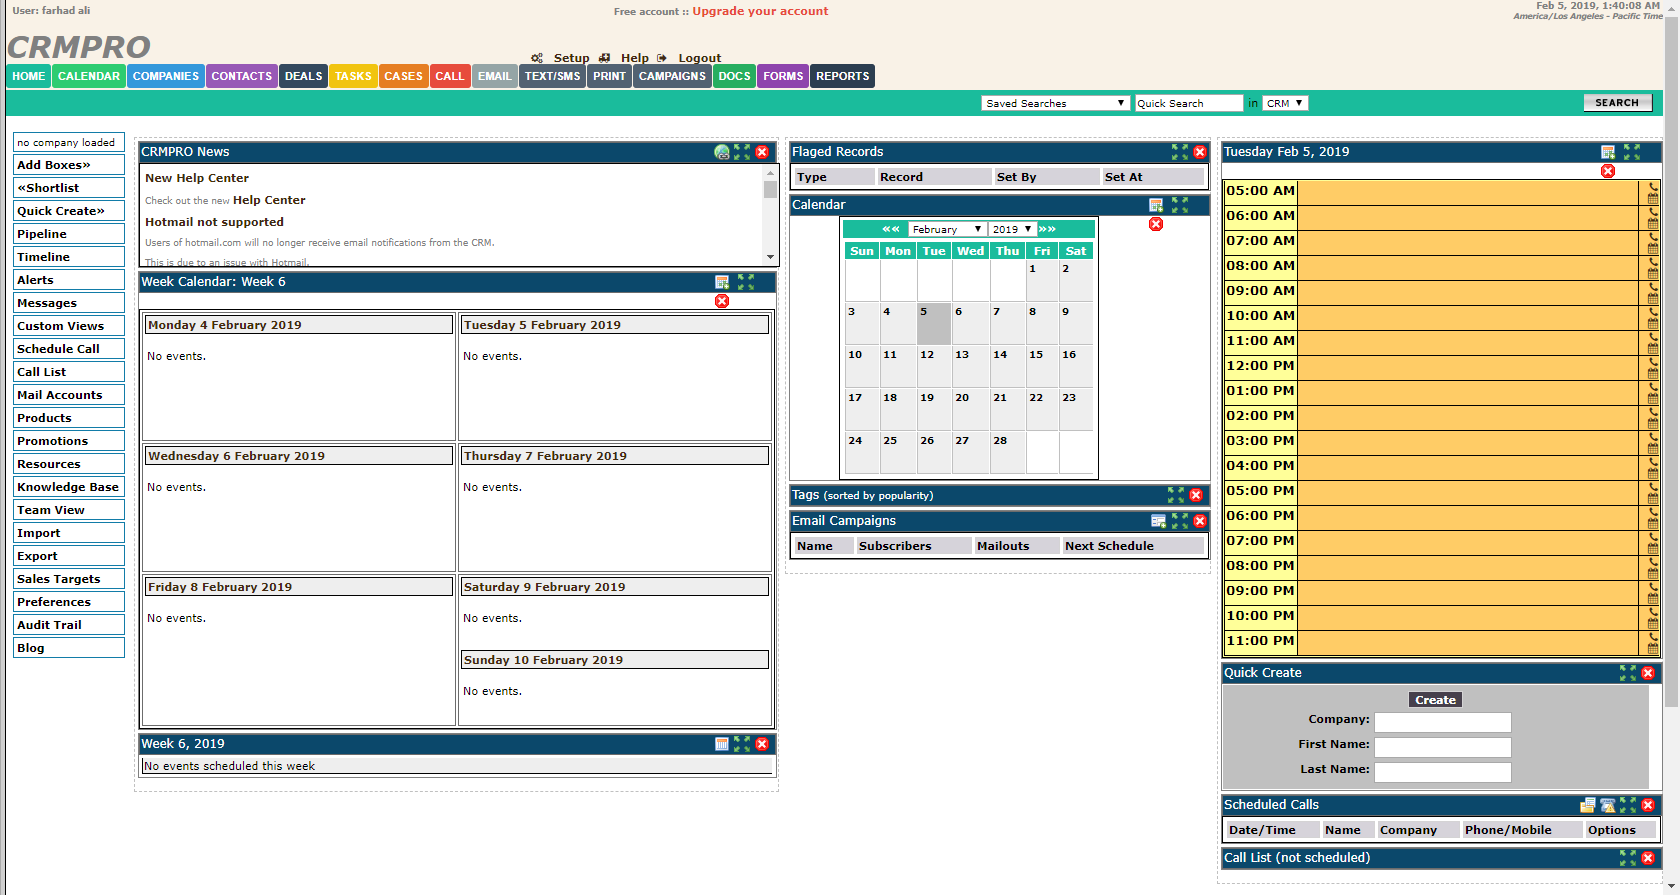 User: farhad ali
Free account :: Upgrade your account
Feb 5, 2019, 1:40:08 AM
America/Los Angeles - Pacific Time
CRMPRO
Setup Help Logout
HOME CALENDAR COMPANIES CONTACTS DEALS TASKS CASES CALL EMAIL TEXT/SMS PRINT CAMPAIGNS DOCS FORMS REPORTS
Saved Searches Quick Search in CRM SEARCH
no company loaded
Add Boxes»
«Shortlist
Quick Create»
Pipeline
Timeline
Alerts
Messages
Custom Views
Schedule Call
Call List
Mail Accounts
Products
Promotions
Resources
Knowledge Base
Team View
Import
Export
Sales Targets
Preferences
Audit Trail
Blog
CRMPRO News
New Help Center
Check out the new Help Center
Hotmail not supported
Users of hotmail.com will no longer receive email notifications from the CRM.
This is due to an issue with Hotmail.
Week Calendar: Week 6
Monday 4 February 2019
No events.
Tuesday 5 February 2019
No events.
Wednesday 6 February 2019
No events.
Thursday 7 February 2019
No events.
Friday 8 February 2019
No events.
Saturday 9 February 2019
No events.
Sunday 10 February 2019
No events.
Week 6, 2019
No events scheduled this week
Flaged Records
Type Record Set By Set At
Calendar
«« February 2019 »»
Sun Mon Tue Wed Thu Fri Sat
1 2
3 4 5 6 7 8 9
10 11 12 13 14 15 16
17 18 19 20 21 22 23
24 25 26 27 28
Tags (sorted by popularity)
Email Campaigns
Name Subscribers Mailouts Next Schedule
Tuesday Feb 5, 2019
05:00 AM
06:00 AM
07:00 AM
08:00 AM
09:00 AM
10:00 AM
11:00 AM
12:00 PM
01:00 PM
02:00 PM
03:00 PM
04:00 PM
05:00 PM
06:00 PM
07:00 PM
08:00 PM
09:00 PM
10:00 PM
11:00 PM
Quick Create
Create
Company:
First Name:
Last Name:
Scheduled Calls
Date/Time Name Company Phone/Mobile Options
Call List (not scheduled)